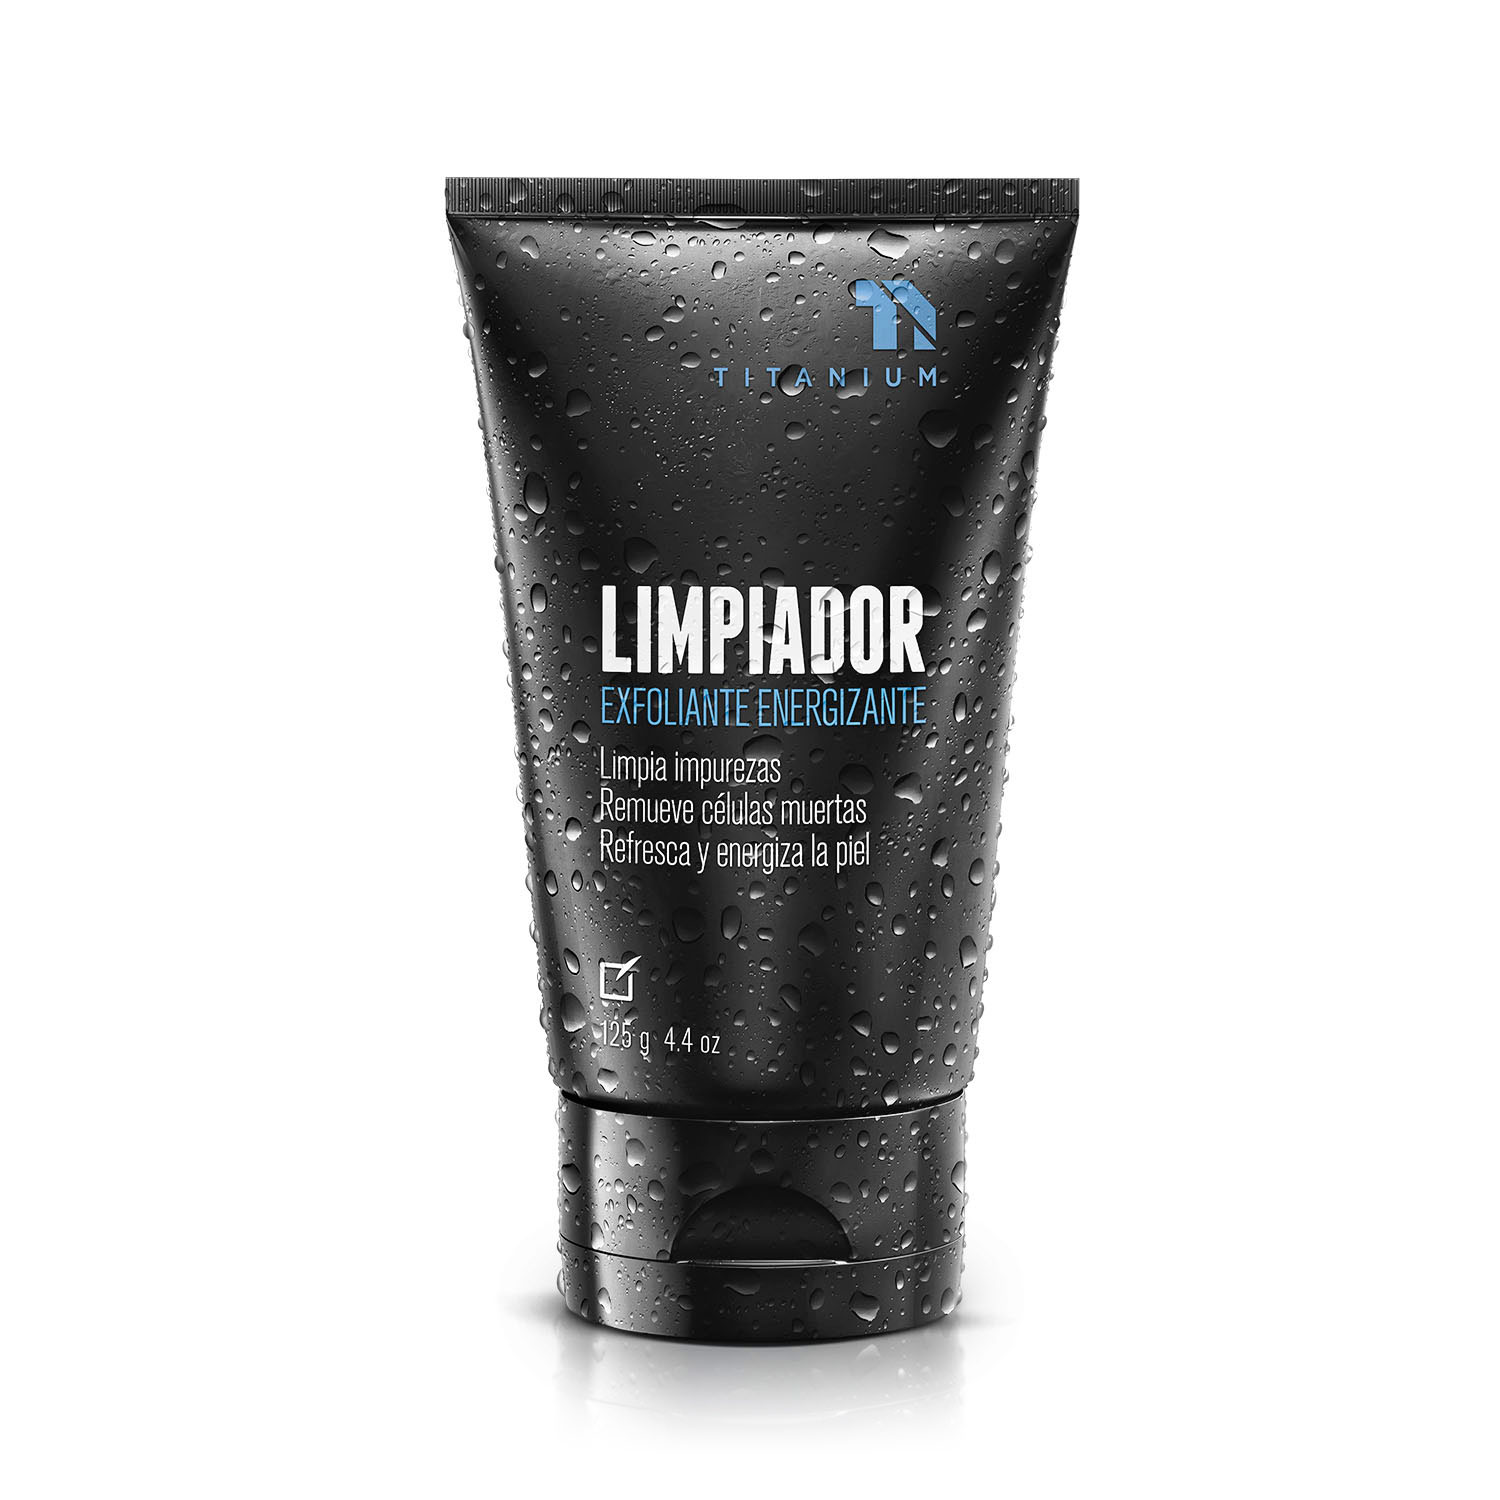 TITANIUM
LIMPIADOR
EXFOLIANTE ENERGIZANTE
Limpia impurezas
Remueve células muertas
Refresca y energiza la piel
125 g 4.4 oz